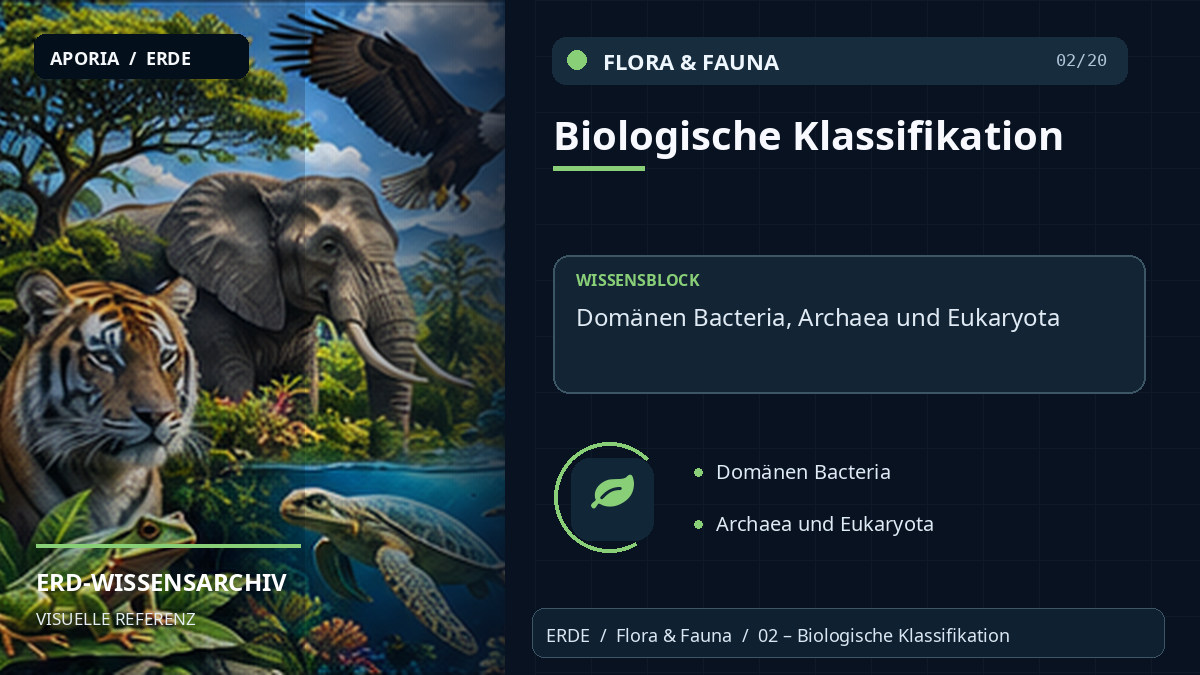 APORIA / ERDE
ERD-WISSENSARCHIV
VISUELLE REFERENZ
FLORA & FAUNA
02/20
Biologische Klassifikation
WISSENSBLOCK
Domänen Bacteria, Archaea und Eukaryota
Domänen Bacteria
Archaea und Eukaryota
ERDE / Flora & Fauna / 02 – Biologische Klassifikation